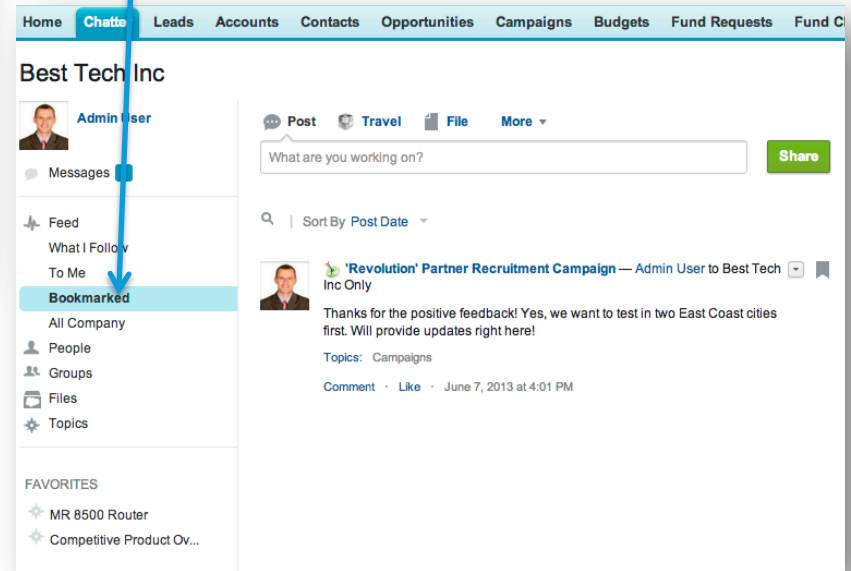 Home Chatter Leads Accounts Contacts Opportunities Campaigns Budgets Fund Requests Fund
Best Tech Inc
Admin User
Messages
Feed
What I Follow
To Me
Bookmarked
All Company
People
Groups
Files
Topics
FAVORITES
MR 8500 Router
Competitive Product Ov...
Post Travel File More
What are you working on?
Share
Sort By Post Date
'Revolution' Partner Recruitment Campaign — Admin User to Best Tech
Inc Only
Thanks for the positive feedback! Yes, we want to test in two East Coast cities
first. Will provide updates right here!
Topics: Campaigns
Comment · Like · June 7, 2013 at 4:01 PM